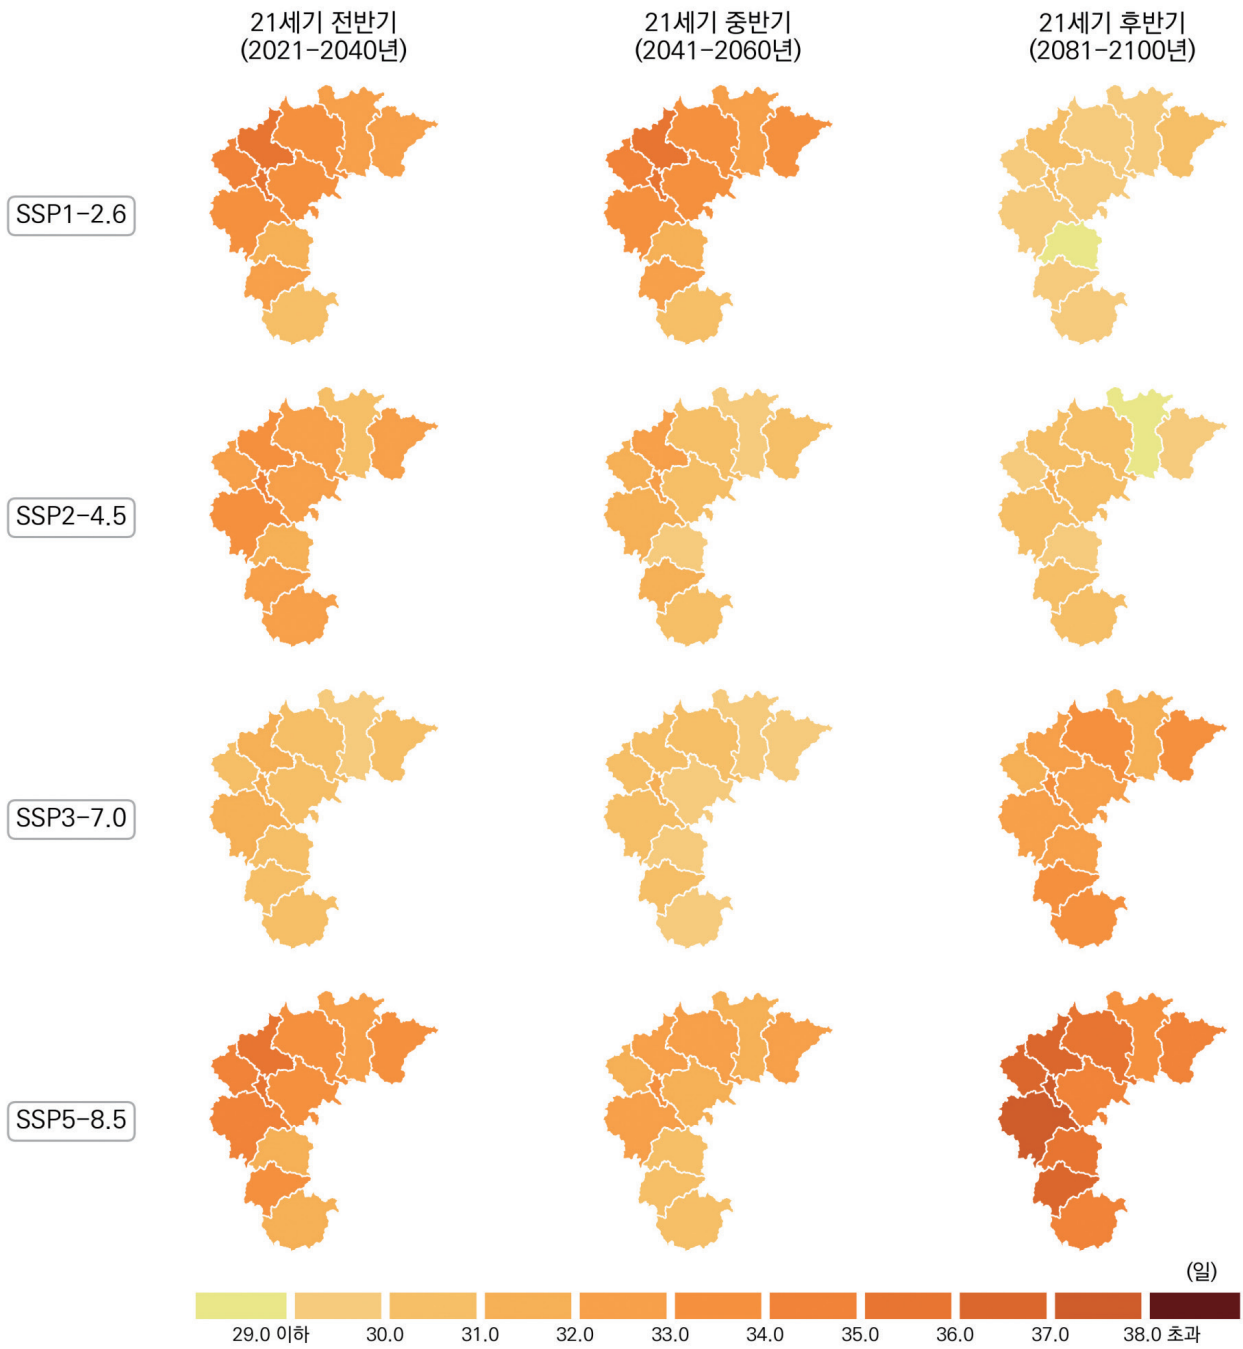 21세기 전반기
(2021-2040년)
21세기 중반기
(2041-2060년)
21세기 후반기
(2081-2100년)
SSP1-2.6
SSP2-4.5
SSP3-7.0
SSP5-8.5
(일)
29.0 이하 30.0 31.0 32.0 33.0 34.0 35.0 36.0 37.0 38.0 초과